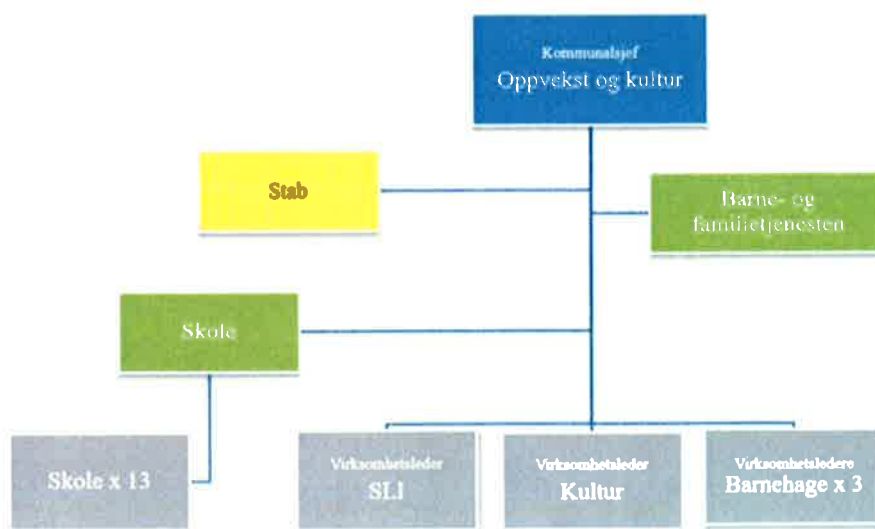 Kommunalsjef
Oppvekst og kultur
Stab
Barne- og
familietjenesten
Skole
Skole x 13
Virksomhetsleder
SLI
Virksomhetsleder
Kultur
Virksomhetsledere
Barnehage x 3